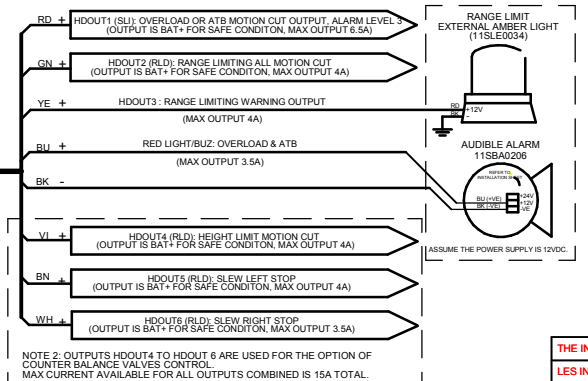 RD + HDOUT1 (SLI): OVERLOAD OR ATB MOTION CUT OUTPUT, ALARM LEVEL 3
(OUTPUT IS BAT+ FOR SAFE CONDITON, MAX OUTPUT 6.5A)
GN + HDOUT2 (RLD): RANGE LIMITING ALL MOTION CUT
(OUTPUT IS BAT+ FOR SAFE CONDITON, MAX OUTPUT 4A)
YE + HDOUT3 : RANGE LIMITING WARNING OUTPUT
(MAX OUTPUT 4A)
BU + RED LIGHT/BUZ: OVERLOAD & ATB
(MAX OUTPUT 3.5A)
BK -
VI + HDOUT4 (RLD): HEIGHT LIMIT MOTION CUT
(OUTPUT IS BAT+ FOR SAFE CONDITON, MAX OUTPUT 4A)
BN + HDOUT5 (RLD): SLEW LEFT STOP
(OUTPUT IS BAT+ FOR SAFE CONDITON, MAX OUTPUT 4A)
WH + HDOUT6 (RLD): SLEW RIGHT STOP
(OUTPUT IS BAT+ FOR SAFE CONDITON, MAX OUTPUT 3.5A)
NOTE 2: OUTPUTS HDOUT4 TO HDOUT 6 ARE USED FOR THE OPTION OF
COUNTER BALANCE VALVES CONTROL.
MAX CURRENT AVAILABLE FOR ALL OUTPUTS COMBINED IS 15A TOTAL.
RANGE LIMIT
EXTERNAL AMBER LIGHT
(11SLE0034)
RD +12V
BK -
AUDIBLE ALARM
11SBA0206
REFER TO
INSTALLATION
BU (+VE) +24V
+12V
BK (-VE) -VE
ASSUME THE POWER SUPPLY IS 12VDC.
THE IN
LES IN